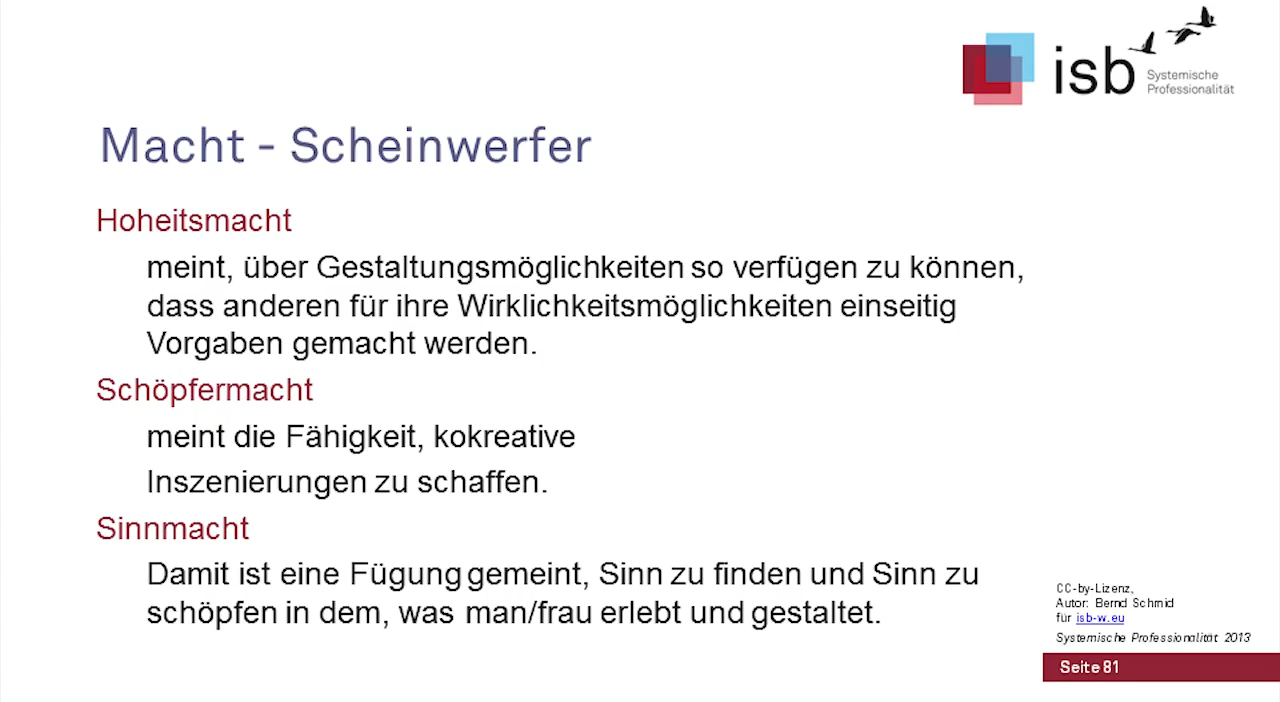 isb
Systemische
Professionalität
Macht - Scheinwerfer
Hoheitsmacht
meint, über Gestaltungsmöglichkeiten so verfügen zu können,
dass anderen für ihre Wirklichkeitsmöglichkeiten einseitig
Vorgaben gemacht werden.
Schöpfermacht
meint die Fähigkeit, kokreative
Inszenierungen zu schaffen.
Sinnmacht
Damit ist eine Fügung gemeint, Sinn zu finden und Sinn zu
schöpfen in dem, was man/frau erlebt und gestaltet.
CC-by-Lizenz,
Autor: Bernd Schmid
für isb-w.eu
Systemische Professionalität 2013
Seite 81